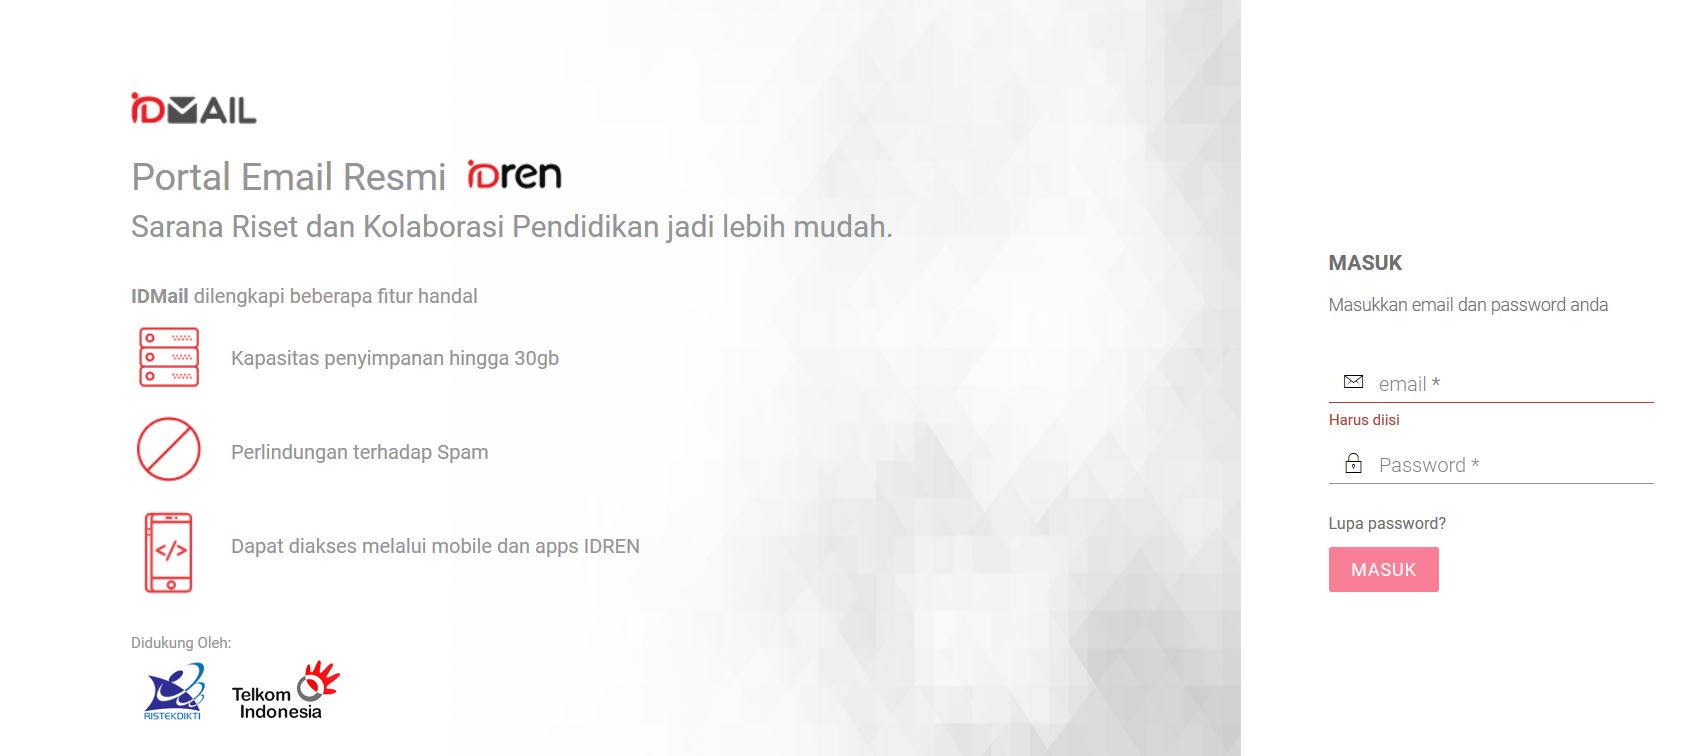 iDMAIL
Portal Email Resmi idren
Sarana Riset dan Kolaborasi Pendidikan jadi lebih mudah.
IDMail dilengkapi beberapa fitur handal
Kapasitas penyimpanan hingga 30gb
Perlindungan terhadap Spam
</>
Dapat diakses melalui mobile dan apps IDREN
Didukung Oleh:
RISTEKDIKTI
Telkom
Indonesia
MASUK
Masukkan email dan password anda
email *
Harus diisi
Password *
Lupa password?
MASUK